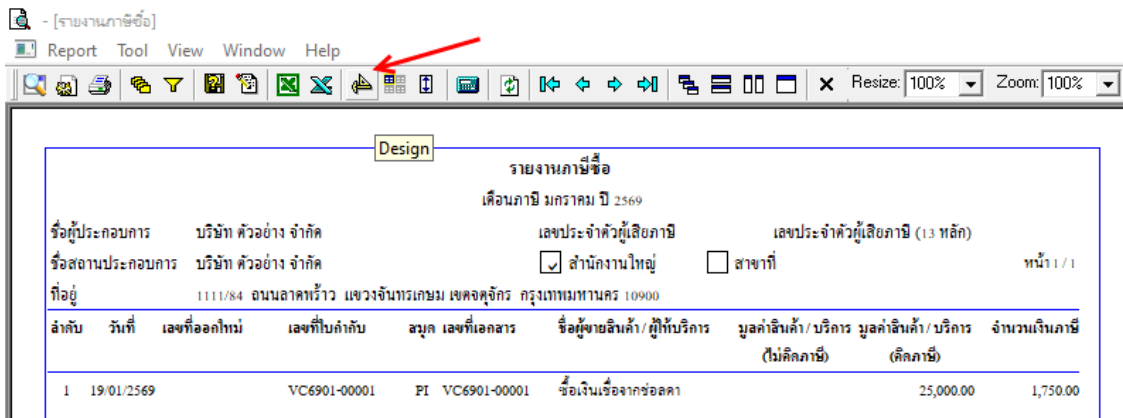 - [รายงานภาษีซื้อ]
Report Tool View Window Help
Resize: 100% Zoom: 100%
Design
รายงานภาษีซื้อ
เดือนภาษี มกราคม ปี 2569
ชื่อผู้ประกอบการ บริษัท ตัวอย่าง จำกัด เลขประจำตัวผู้เสียภาษี เลขประจำตัวผู้เสียภาษี (13 หลัก)
ชื่อสถานประกอบการ บริษัท ตัวอย่าง จำกัด สำนักงานใหญ่ สาขาที่ หน้า 1 / 1
ที่อยู่ 1111/84 ถนนลาดพร้าว แขวงจันทรเกษม เขตจตุจักร กรุงเทพมหานคร 10900
ลำดับ วันที่ เลขที่ออกใหม่ เลขที่ใบกำกับ สมุด เลขที่เอกสาร ชื่อผู้ขายสินค้า / ผู้ให้บริการ มูลค่าสินค้า / บริการ มูลค่าสินค้า / บริการ จำนวนเงินภาษี
(ไม่คิดภาษี) (คิดภาษี)
1 19/01/2569 VC6901-00001 PI VC6901-00001 ซื้อเงินเชื่อจากช่อลดา 25,000.00 1,750.00